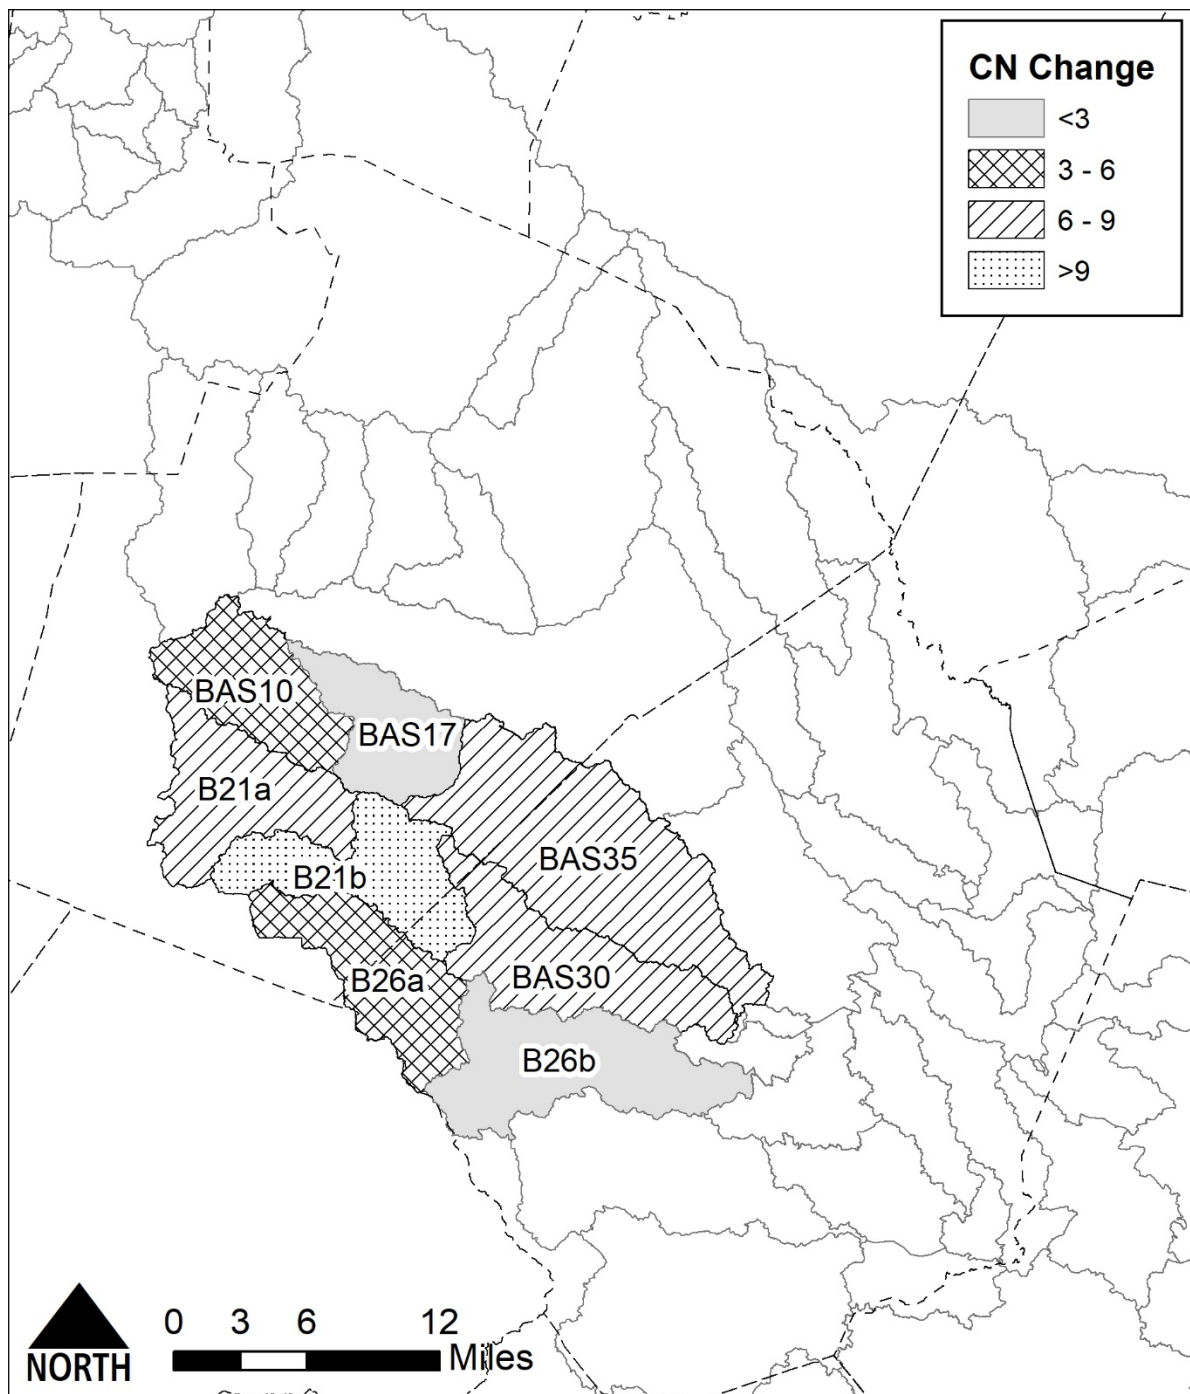 CN Change
<3
3 - 6
6 - 9
>9
BAS10
BAS17
B21a
BAS35
B21b
B26a
BAS30
B26b
0 3 6 12
Miles
NORTH